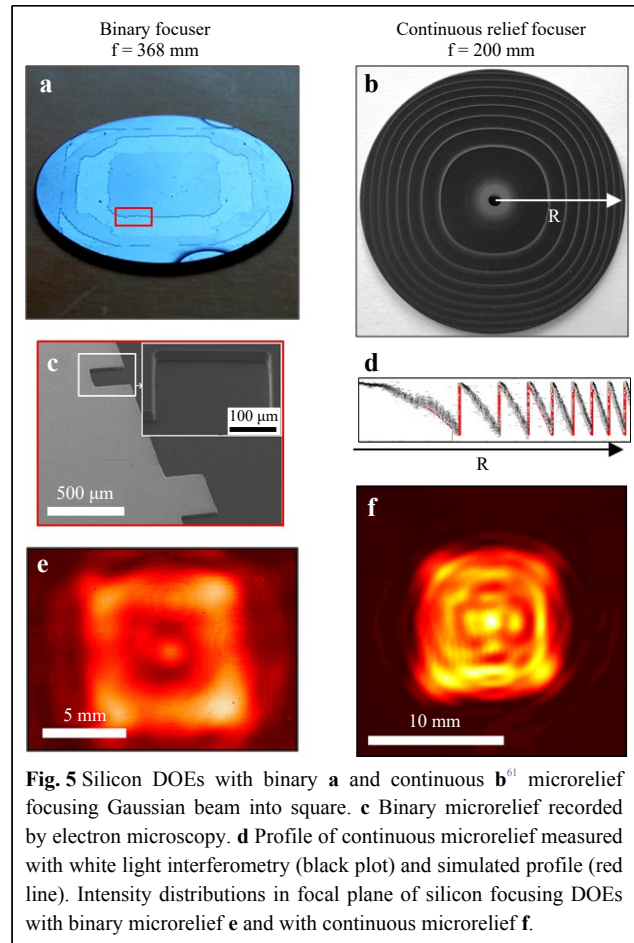 Binary focuser
f = 368 mm
Continuous relief focuser
f = 200 mm
a
b
R
c
100 µm
500 µm
d
R
e
5 mm
f
10 mm
Fig. 5 Silicon DOEs with binary a and continuous b⁶¹ microrelief
focusing Gaussian beam into square. c Binary microrelief recorded
by electron microscopy. d Profile of continuous microrelief measured
with white light interferometry (black plot) and simulated profile (red
line). Intensity distributions in focal plane of silicon focusing DOEs
with binary microrelief e and with continuous microrelief f.